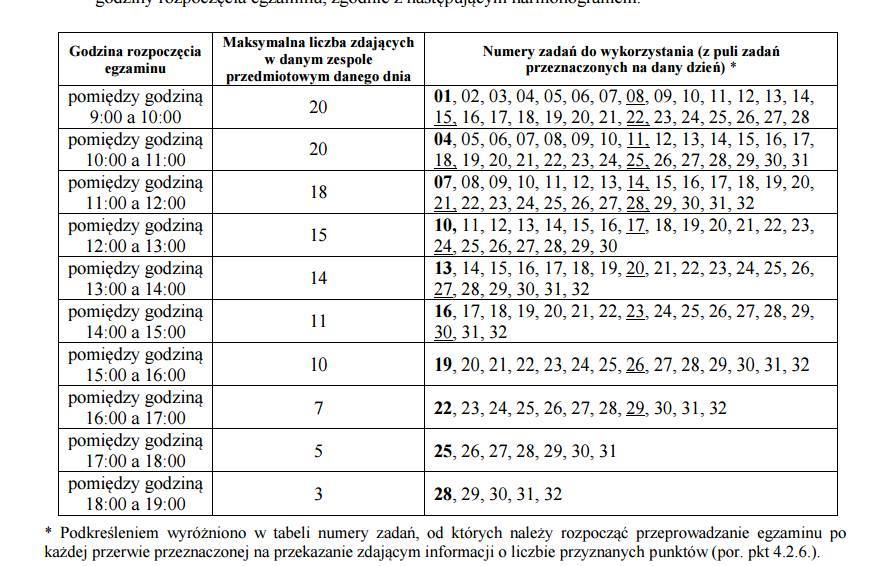 godziny rozpoczęcia egzaminu, zgodnie z następującym harmonogramem:
Godzina rozpoczęcia
egzaminu
Maksymalna liczba zdających
w danym zespole
przedmiotowym danego dnia
Numery zadań do wykorzystania (z puli zadań
przeznaczonych na dany dzień) *
pomiędzy godziną
9:00 a 10:00
20
01, 02, 03, 04, 05, 06, 07, 08, 09, 10, 11, 12, 13, 14,
15, 16, 17, 18, 19, 20, 21, 22, 23, 24, 25, 26, 27, 28
pomiędzy godziną
10:00 a 11:00
20
04, 05, 06, 07, 08, 09, 10, 11, 12, 13, 14, 15, 16, 17,
18, 19, 20, 21, 22, 23, 24, 25, 26, 27, 28, 29, 30, 31
pomiędzy godziną
11:00 a 12:00
18
07, 08, 09, 10, 11, 12, 13, 14, 15, 16, 17, 18, 19, 20,
21, 22, 23, 24, 25, 26, 27, 28, 29, 30, 31, 32
pomiędzy godziną
12:00 a 13:00
15
10, 11, 12, 13, 14, 15, 16, 17, 18, 19, 20, 21, 22, 23,
24, 25, 26, 27, 28, 29, 30
pomiędzy godziną
13:00 a 14:00
14
13, 14, 15, 16, 17, 18, 19, 20, 21, 22, 23, 24, 25, 26,
27, 28, 29, 30, 31, 32
pomiędzy godziną
14:00 a 15:00
11
16, 17, 18, 19, 20, 21, 22, 23, 24, 25, 26, 27, 28, 29,
30, 31, 32
pomiędzy godziną
15:00 a 16:00
10
19, 20, 21, 22, 23, 24, 25, 26, 27, 28, 29, 30, 31, 32
pomiędzy godziną
16:00 a 17:00
7
22, 23, 24, 25, 26, 27, 28, 29, 30, 31, 32
pomiędzy godziną
17:00 a 18:00
5
25, 26, 27, 28, 29, 30, 31
pomiędzy godziną
18:00 a 19:00
3
28, 29, 30, 31, 32
* Podkreśleniem wyróżniono w tabeli numery zadań, od których należy rozpocząć przeprowadzanie egzaminu po
każdej przerwie przeznaczonej na przekazanie zdającym informacji o liczbie przyznanych punktów (por. pkt 4.2.6.).